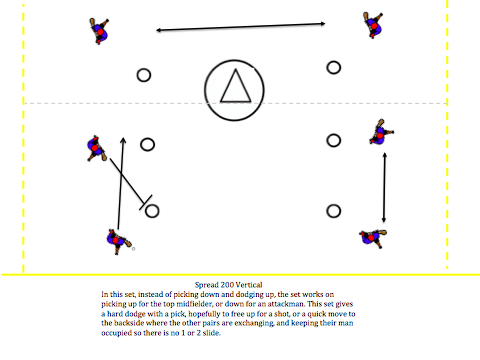 Spread 200 Vertical
In this set, instead of picking down and dodging up, the set works on
picking up for the top midfielder, or down for an attackman. This set gives
a hard dodge with a pick, hopefully to free up for a shot, or a quick move to
the backside where the other pairs are exchanging, and keeping their man
occupied so there is no 1 or 2 slide.